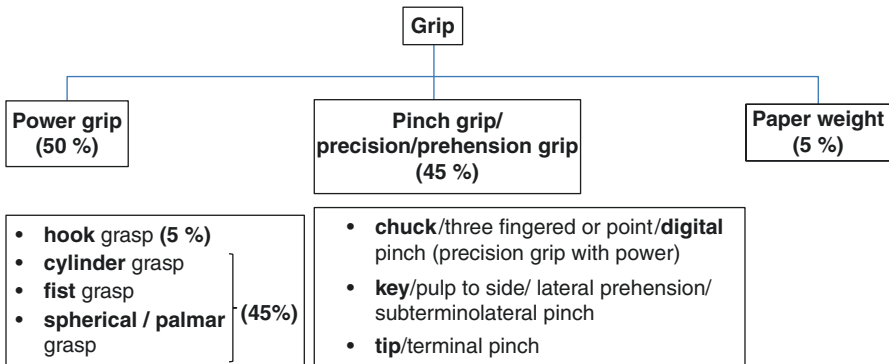 Grip
Power grip
(50 %)
Pinch grip/
precision/prehension grip
(45 %)
Paper weight
(5 %)
• hook grasp (5 %)
• cylinder grasp
• fist grasp
• spherical / palmar
grasp
(45%)
• chuck/three fingered or point/digital
pinch (precision grip with power)
• key/pulp to side/ lateral prehension/
subterminolateral pinch
• tip/terminal pinch